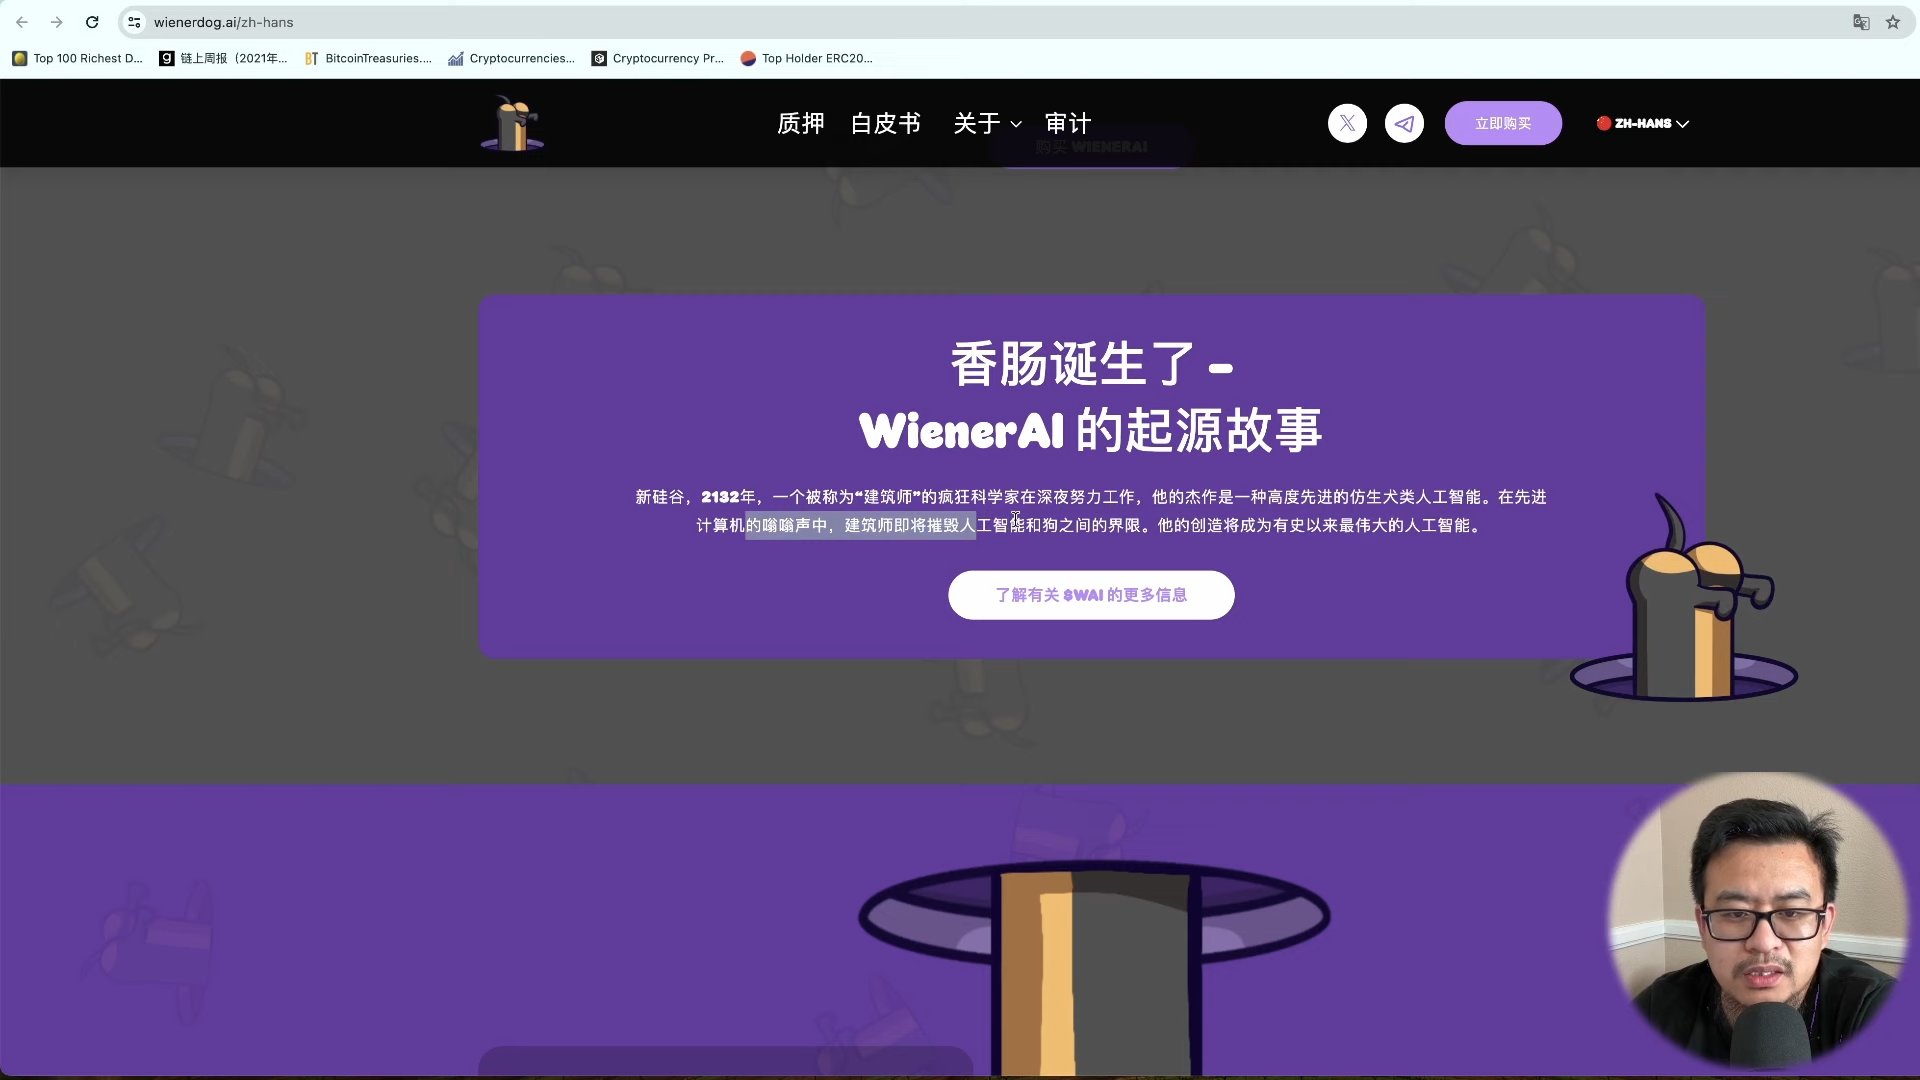 wienerdog.ai/zh-hans
Top 100 Richest D...
链上周报（2021年...
BT BitcoinTreasuries....
Cryptocurrencies...
Cryptocurrency Pr...
Top Holder ERC20...
质押 白皮书 关于 审计
立即购买
ZH-HANS
购买 WIENERAI
香肠诞生了 –
WienerAI 的起源故事
新硅谷，2132年，一个被称为“建筑师”的疯狂科学家在深夜努力工作，他的杰作是一种高度先进的仿生犬类人工智能。在先进
计算机的嗡嗡声中，建筑师即将摧毁人工智能和狗之间的界限。他的创造将成为有史以来最伟大的人工智能。
了解有关 $WAI 的更多信息